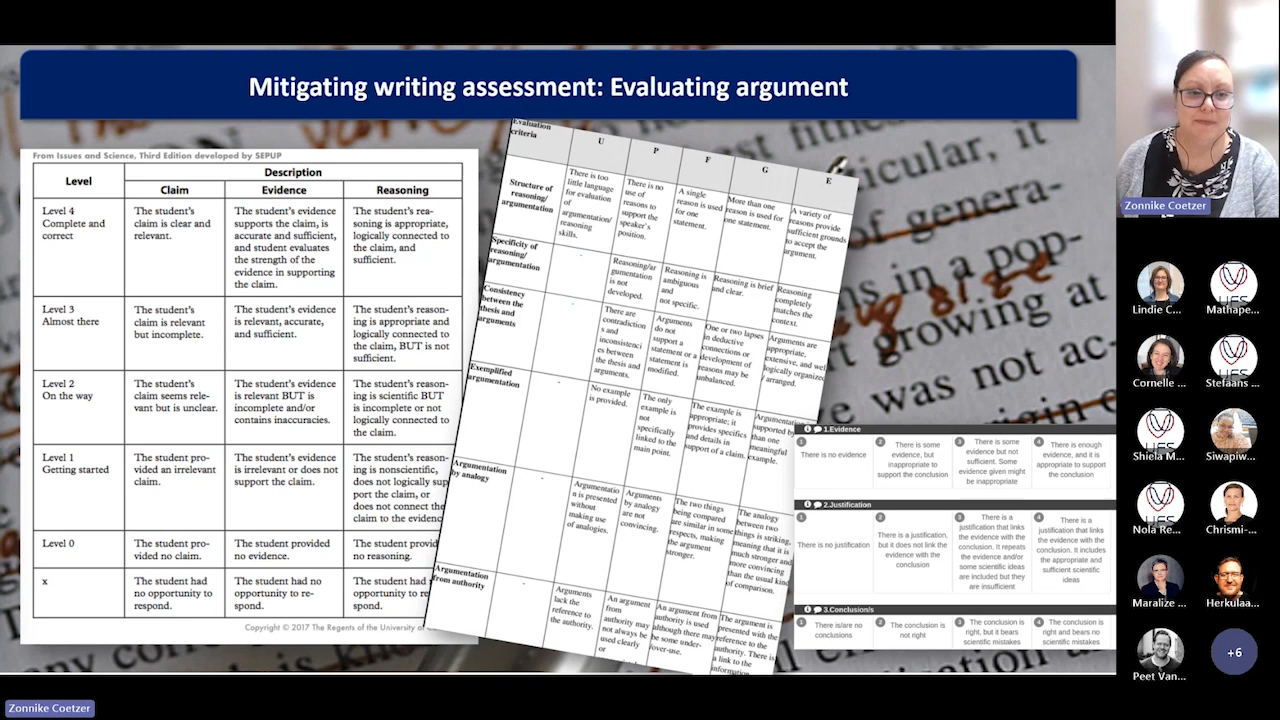 Mitigating writing assessment: Evaluating argument
From Issues and Science, Third Edition developed by SEPUP
Level
Description
Claim
Evidence
Reasoning
Level 4
Complete and
correct
The student's
claim is clear and
relevant.
The student's evidence
supports the claim, is
accurate and sufficient,
and student evaluates
the strength of the
evidence in supporting
the claim.
The student's rea-
soning is appropriate,
logically connected to
the claim, and
sufficient.
Level 3
Almost there
The student's
claim is relevant
but incomplete.
The student's evidence
is relevant, accurate,
and sufficient.
The student's reason-
ing is appropriate and
logically connected to
the claim, BUT is not
sufficient.
Level 2
On the way
The student's
claim seems rele-
vant but is unclear.
The student's evidence
is relevant BUT is
incomplete and/or
contains inaccuracies.
The student's reason-
ing is scientific BUT
is incomplete or not
logically connected to
the claim.
Level 1
Getting started
The student pro-
vided an irrelevant
claim.
The student's evidence
is irrelevant or does not
support the claim.
The student's reason-
ing is nonscientific,
does not logically sup
port the claim, or
does not connect the
claim to the evidenc
Level 0
The student pro-
vided no claim.
The student provided
no evidence.
The student provid
no reasoning.
x
The student had
no opportunity to
respond.
The student had no
opportunity to re-
spond.
The student had
opportunity to re
spond.
Copyright © 2017 The Regents of the University of
Evaluation
criteria
U
P
F
G
E
Structure of
reasoning/
argumentation
There is too
little language
for evaluation
of
argumentation/
reasoning
skills.
There is no
use of
reasons to
support the
speaker's
position.
A single
reason is used
for one
statement.
More than one
reason is used for
one statement.
A variety of
reasons provide
sufficient grounds
to accept the
argument.
Specificity of
reasoning/
argumentation
-
Reasoning/ar
gumentation
is not
developed.
Reasoning is
ambiguous
and
not specific.
Reasoning is brief
and clear.
Reasoning
completely
matches the
context.
Consistency
between the
thesis and
arguments
-
There are
contradiction
s and
inconsistenci
es between
the thesis and
arguments.
Arguments
do not
support a
statement or a
statement is
modified.
One or two lapses
in deductive
connections or
development of
reasons may be
unbalanced.
Arguments are
appropriate,
extensive, and wel
logically organized
arranged.
Exemplified
argumentation
-
No example
is provided.
The only
example is
not
specifically
linked to the
main point.
The example is
appropriate; it
provides specifics
and details in
support of a claim.
Argumentation
supported by
than one
meaningful
example.
Argumentation
by analogy
-
Argumentatio
n is presented
without
making use
of analogies.
Arguments
by analogy
are not
convincing.
The two things
being compared
are similar in some
respects, making
the argument
stronger.
The analogy
between two
things is striking,
meaning that it is
much stronger and
more convincing
than the usual kind
of comparison.
Argumentation
from authority
-
Arguments
lack the
reference to
the authority.
An argument
from
authority may
not always be
used clearly
or
An argument from
authority is used
although there may
be some under-
over-use.
The argument is
presented with the
reference to the
authority. There is
a link to the
information
1.Evidence
1
There is no evidence
2
There is some
evidence, but
inappropriate to
support the conclusion
3
There is some
evidence but not
sufficient. Some
evidence given might
be inappropriate
4
There is enough
evidence, and it is
appropriate to support
the conclusion
2.Justification
1
There is no justification
2
There is a justification,
but it does not link the
evidence with the
conclusion
3
There is a
justification that links
the evidence with the
conclusion. It repeats
the evidence and/or
some scientific ideas
are included but they
are insufficient
4
There is a
justification that links
the evidence with the
conclusion. It includes
the appropriate and
sufficient scientific
ideas
3.Conclusion/s
1
There is/are no
conclusions
2
The conclusion is
not right
3
The conclusion is
right, but it bears
scientific mistakes
4
The conclusion is
right and bears no
scientific mistakes
icular, it
of genera-
ns in a pop-
t growing at
e was not ac-
Zonnike Coetzer
Lindie C...
Mathape...
Cornelle ...
Stefaans ...
Shiela M...
Siwapiw...
Nola Re...
Chrismi-...
Maralize ...
Herkulaa...
Peet Van...
+6
Zonnike Coetzer